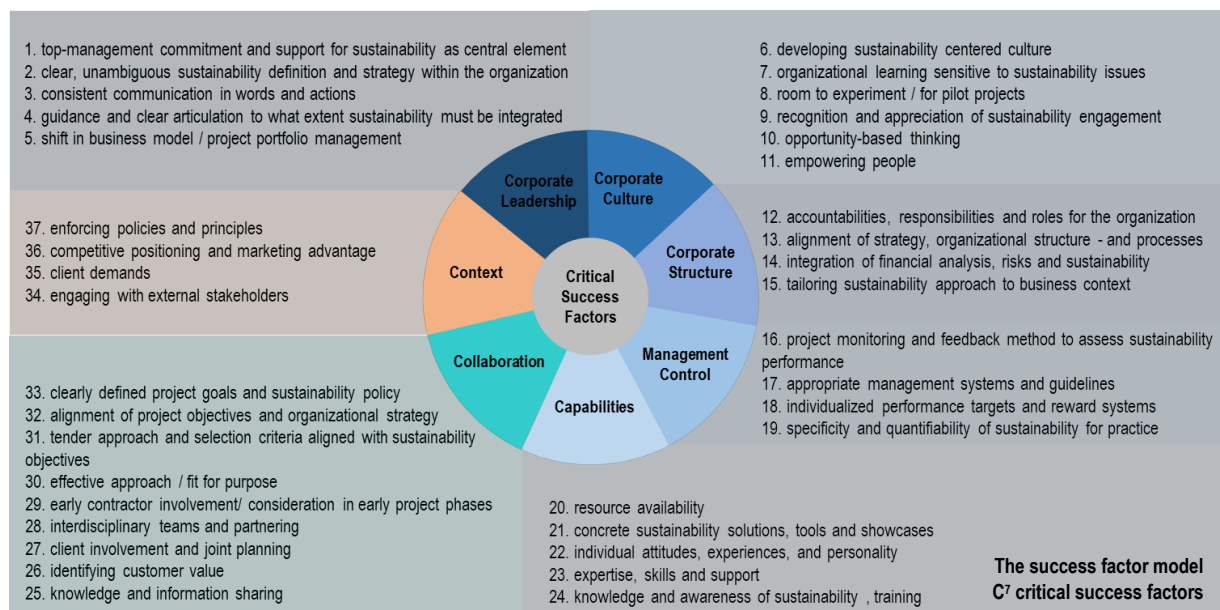 1. top-management commitment and support for sustainability as central element
2. clear, unambiguous sustainability definition and strategy within the organization
3. consistent communication in words and actions
4. guidance and clear articulation to what extent sustainability must be integrated
5. shift in business model / project portfolio management
6. developing sustainability centered culture
7. organizational learning sensitive to sustainability issues
8. room to experiment / for pilot projects
9. recognition and appreciation of sustainability engagement
10. opportunity-based thinking
11. empowering people
Corporate
Leadership
Corporate
Culture
Corporate
Structure
Management
Control
Capabilities
Collaboration
Context
Critical
Success
Factors
37. enforcing policies and principles
36. competitive positioning and marketing advantage
35. client demands
34. engaging with external stakeholders
12. accountabilities, responsibilities and roles for the organization
13. alignment of strategy, organizational structure - and processes
14. integration of financial analysis, risks and sustainability
15. tailoring sustainability approach to business context
16. project monitoring and feedback method to assess sustainability
performance
17. appropriate management systems and guidelines
18. individualized performance targets and reward systems
19. specificity and quantifiability of sustainability for practice
33. clearly defined project goals and sustainability policy
32. alignment of project objectives and organizational strategy
31. tender approach and selection criteria aligned with sustainability
objectives
30. effective approach / fit for purpose
29. early contractor involvement/ consideration in early project phases
28. interdisciplinary teams and partnering
27. client involvement and joint planning
26. identifying customer value
25. knowledge and information sharing
20. resource availability
21. concrete sustainability solutions, tools and showcases
22. individual attitudes, experiences, and personality
23. expertise, skills and support
24. knowledge and awareness of sustainability , training
The success factor model
C⁷ critical success factors